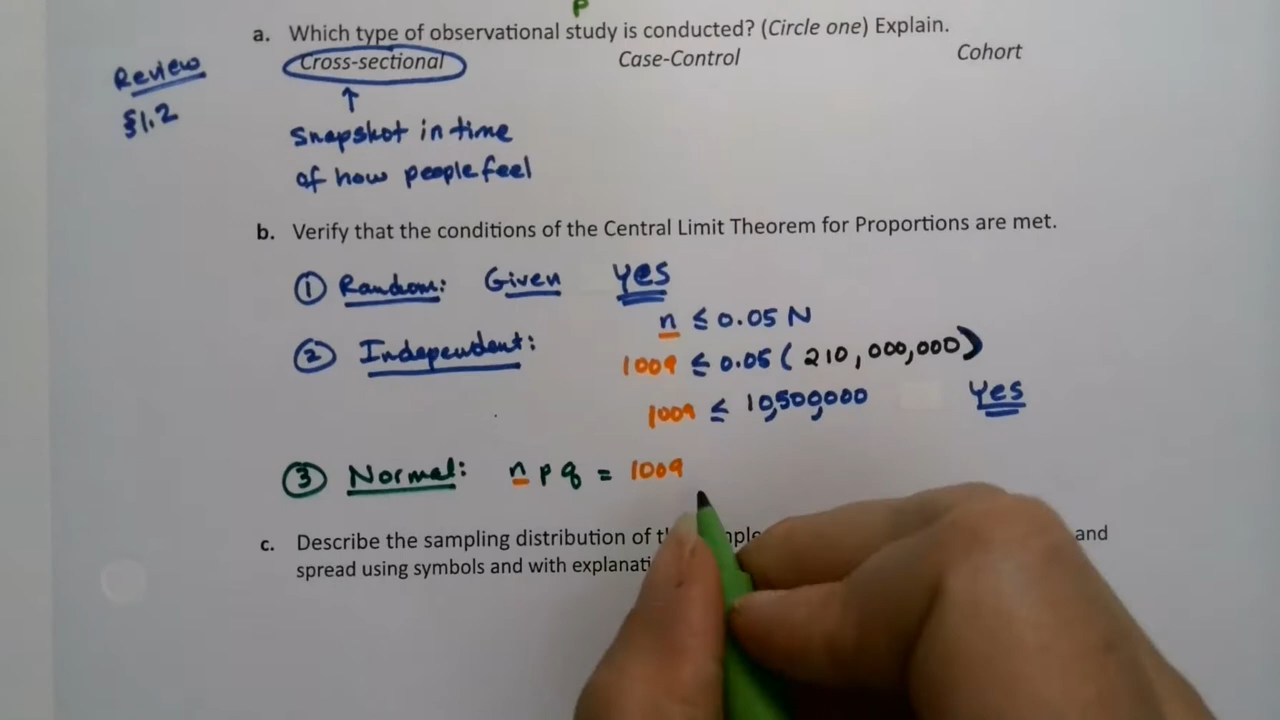 P
a. Which type of observational study is conducted? (Circle one) Explain.
Cross-sectional Case-Control Cohort
Review
§1.2
Snapshot in time
of how people feel
b. Verify that the conditions of the Central Limit Theorem for Proportions are met.
① Random: Given Yes
n ≤ 0.05 N
② Independent:
1009 ≤ 0.05 (210,000,000)
1009 ≤ 10,500,000 Yes
③ Normal: n p q = 1009
c. Describe the sampling distribution of and
spread using symbols and with